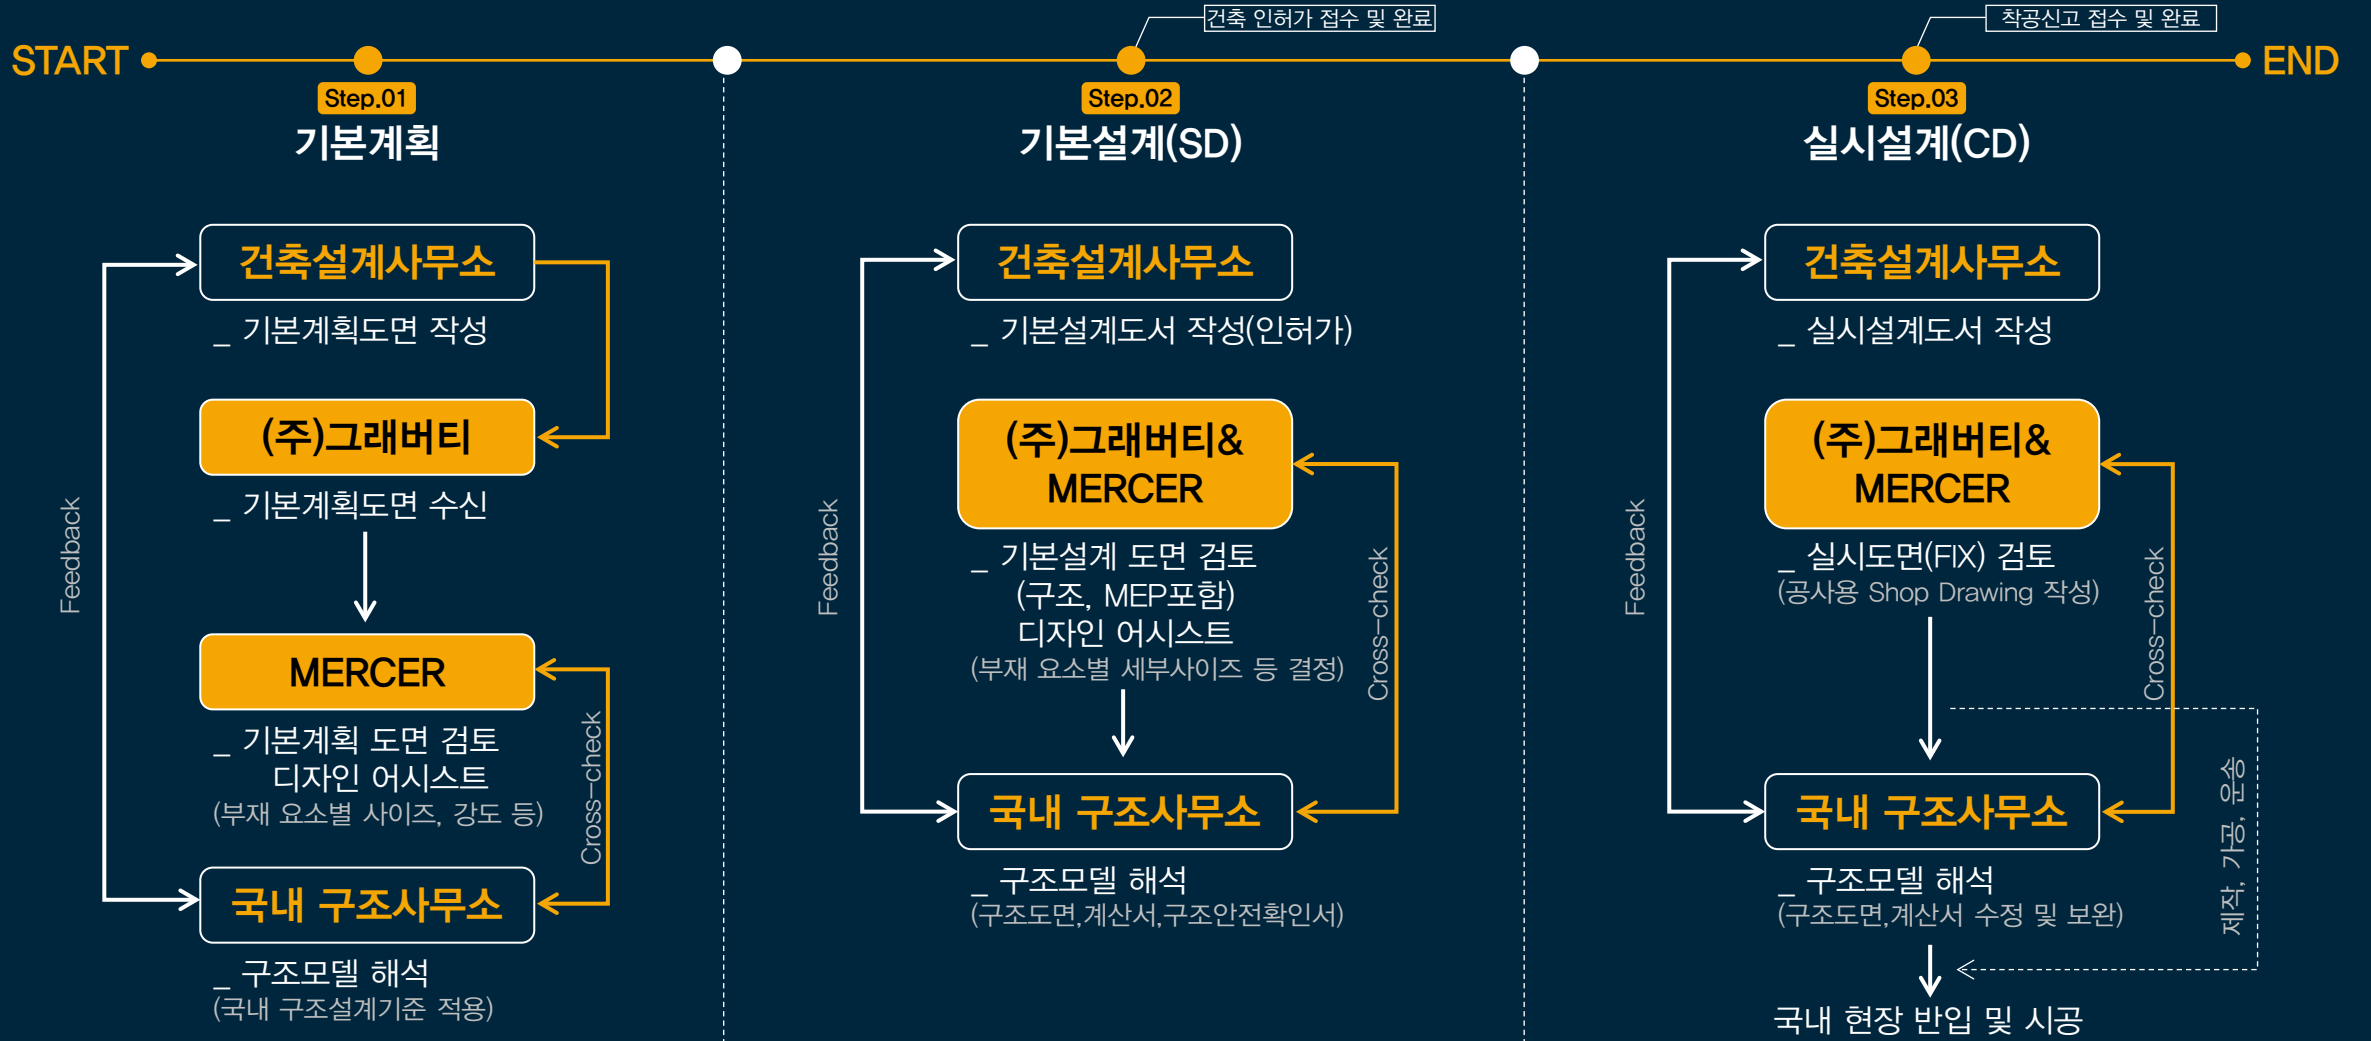 건축 인허가 접수 및 완료
착공신고 접수 및 완료
START
END
Step.01
기본계획
건축설계사무소
_ 기본계획도면 작성
(주)그래버티
_ 기본계획도면 수신
MERCER
_ 기본계획 도면 검토
디자인 어시스트
(부재 요소별 사이즈, 강도 등)
국내 구조사무소
_ 구조모델 해석
(국내 구조설계기준 적용)
Feedback
Cross-check
Step.02
기본설계(SD)
건축설계사무소
_ 기본설계도서 작성(인허가)
(주)그래버티&
MERCER
_ 기본설계 도면 검토
(구조, MEP포함)
디자인 어시스트
(부재 요소별 세부사이즈 등 결정)
국내 구조사무소
_ 구조모델 해석
(구조도면,계산서,구조안전확인서)
Feedback
Cross-check
Step.03
실시설계(CD)
건축설계사무소
_ 실시설계도서 작성
(주)그래버티&
MERCER
_ 실시도면(FIX) 검토
(공사용 Shop Drawing 작성)
국내 구조사무소
_ 구조모델 해석
(구조도면,계산서 수정 및 보완)
국내 현장 반입 및 시공
Feedback
Cross-check
제작, 가공, 운송